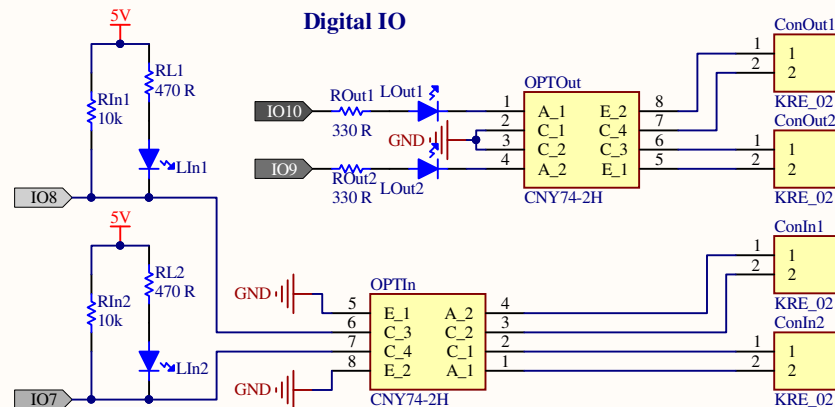 Digital IO
5V
RIn1
10k
RL1
470 R
LIn1
IO8
5V
RIn2
10k
RL2
470 R
LIn2
IO7
IO10
ROut1
330 R
LOut1
GND
IO9
ROut2
330 R
LOut2
OPTOut
1 A_1 E_2 8
2 C_1 C_4 7
3 C_2 C_3 6
4 A_2 E_1 5
CNY74-2H
ConOut1
1 1
2 2
KRE_02
ConOut2
1 1
2 2
KRE_02
GND
OPTIn
5 E_1 A_2 4
6 C_3 C_2 3
7 C_4 C_1 2
8 E_2 A_1 1
CNY74-2H
GND
ConIn1
1 1
2 2
KRE_02
ConIn2
1 1
2 2
KRE_02